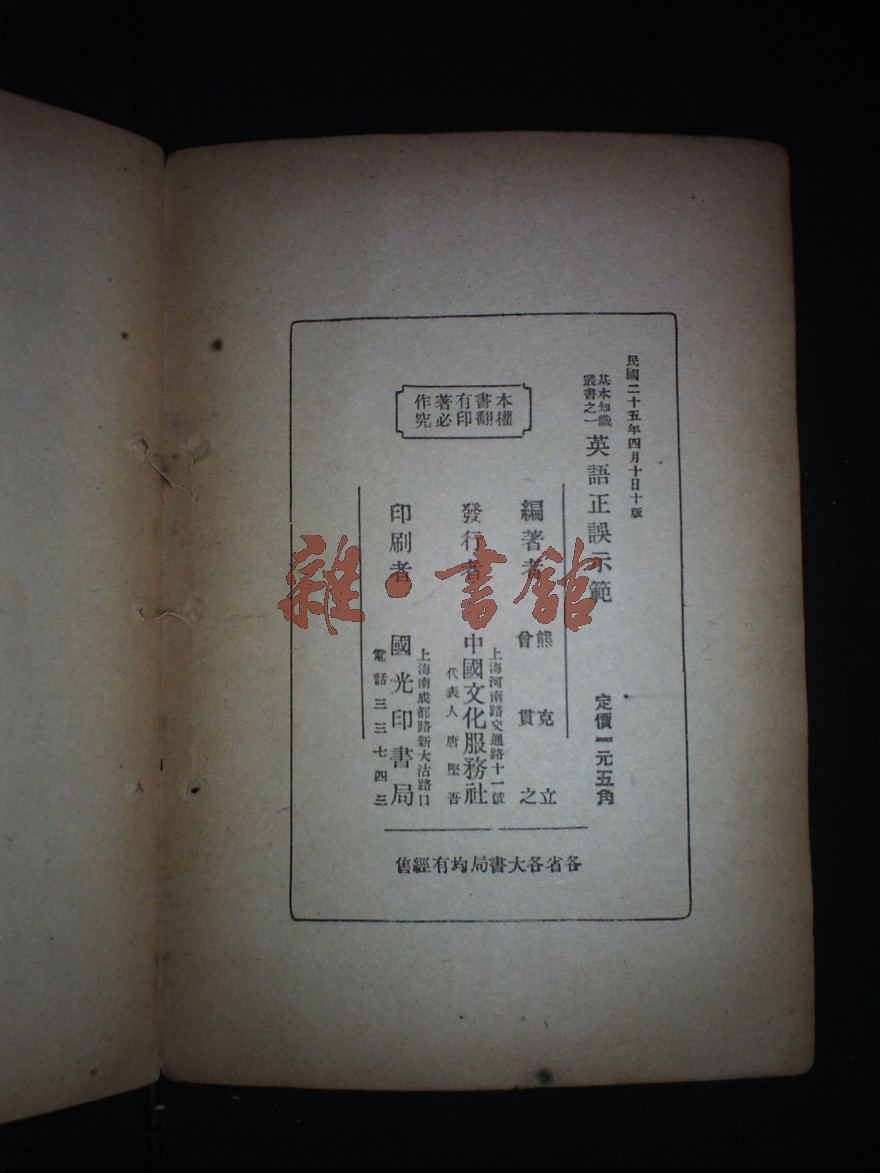 民國二十五年四月十日十版
基本知識
叢書之一
英語正誤示範
定價一元五角
編著者
熊克立
曾貫之
發行者
上海河南路交通路十一號
中國文化服務社
代表人唐堅吾
印刷者
上海南成都路新大沽路口
國光印書局
電話三三七四三
本書有著作
權翻印必究
各省各大書局均有經售
雜·書館